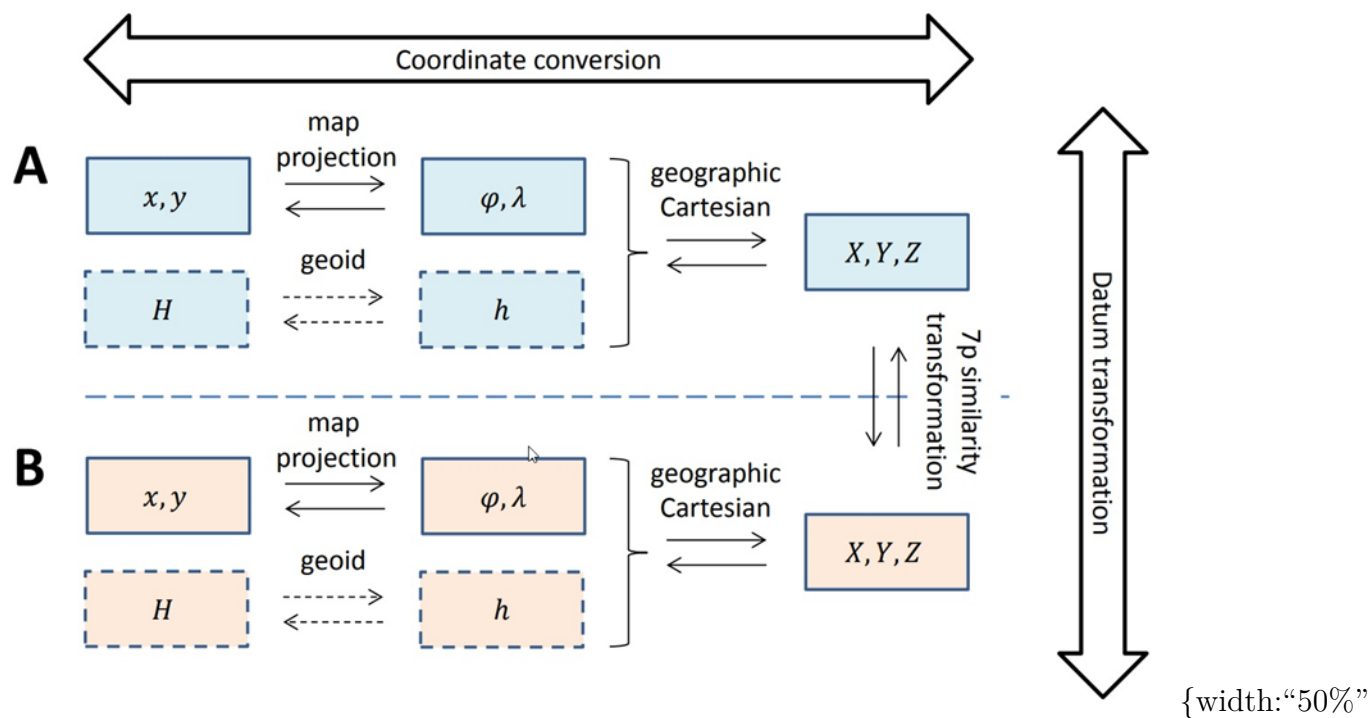 Coordinate conversion
A
map
projection
x, y
φ, λ
geographic
Cartesian
X, Y, Z
geoid
H
h
7p similarity
transformation
Datum transformation
B
map
projection
x, y
φ, λ
geographic
Cartesian
X, Y, Z
geoid
H
h
{width:“50%”